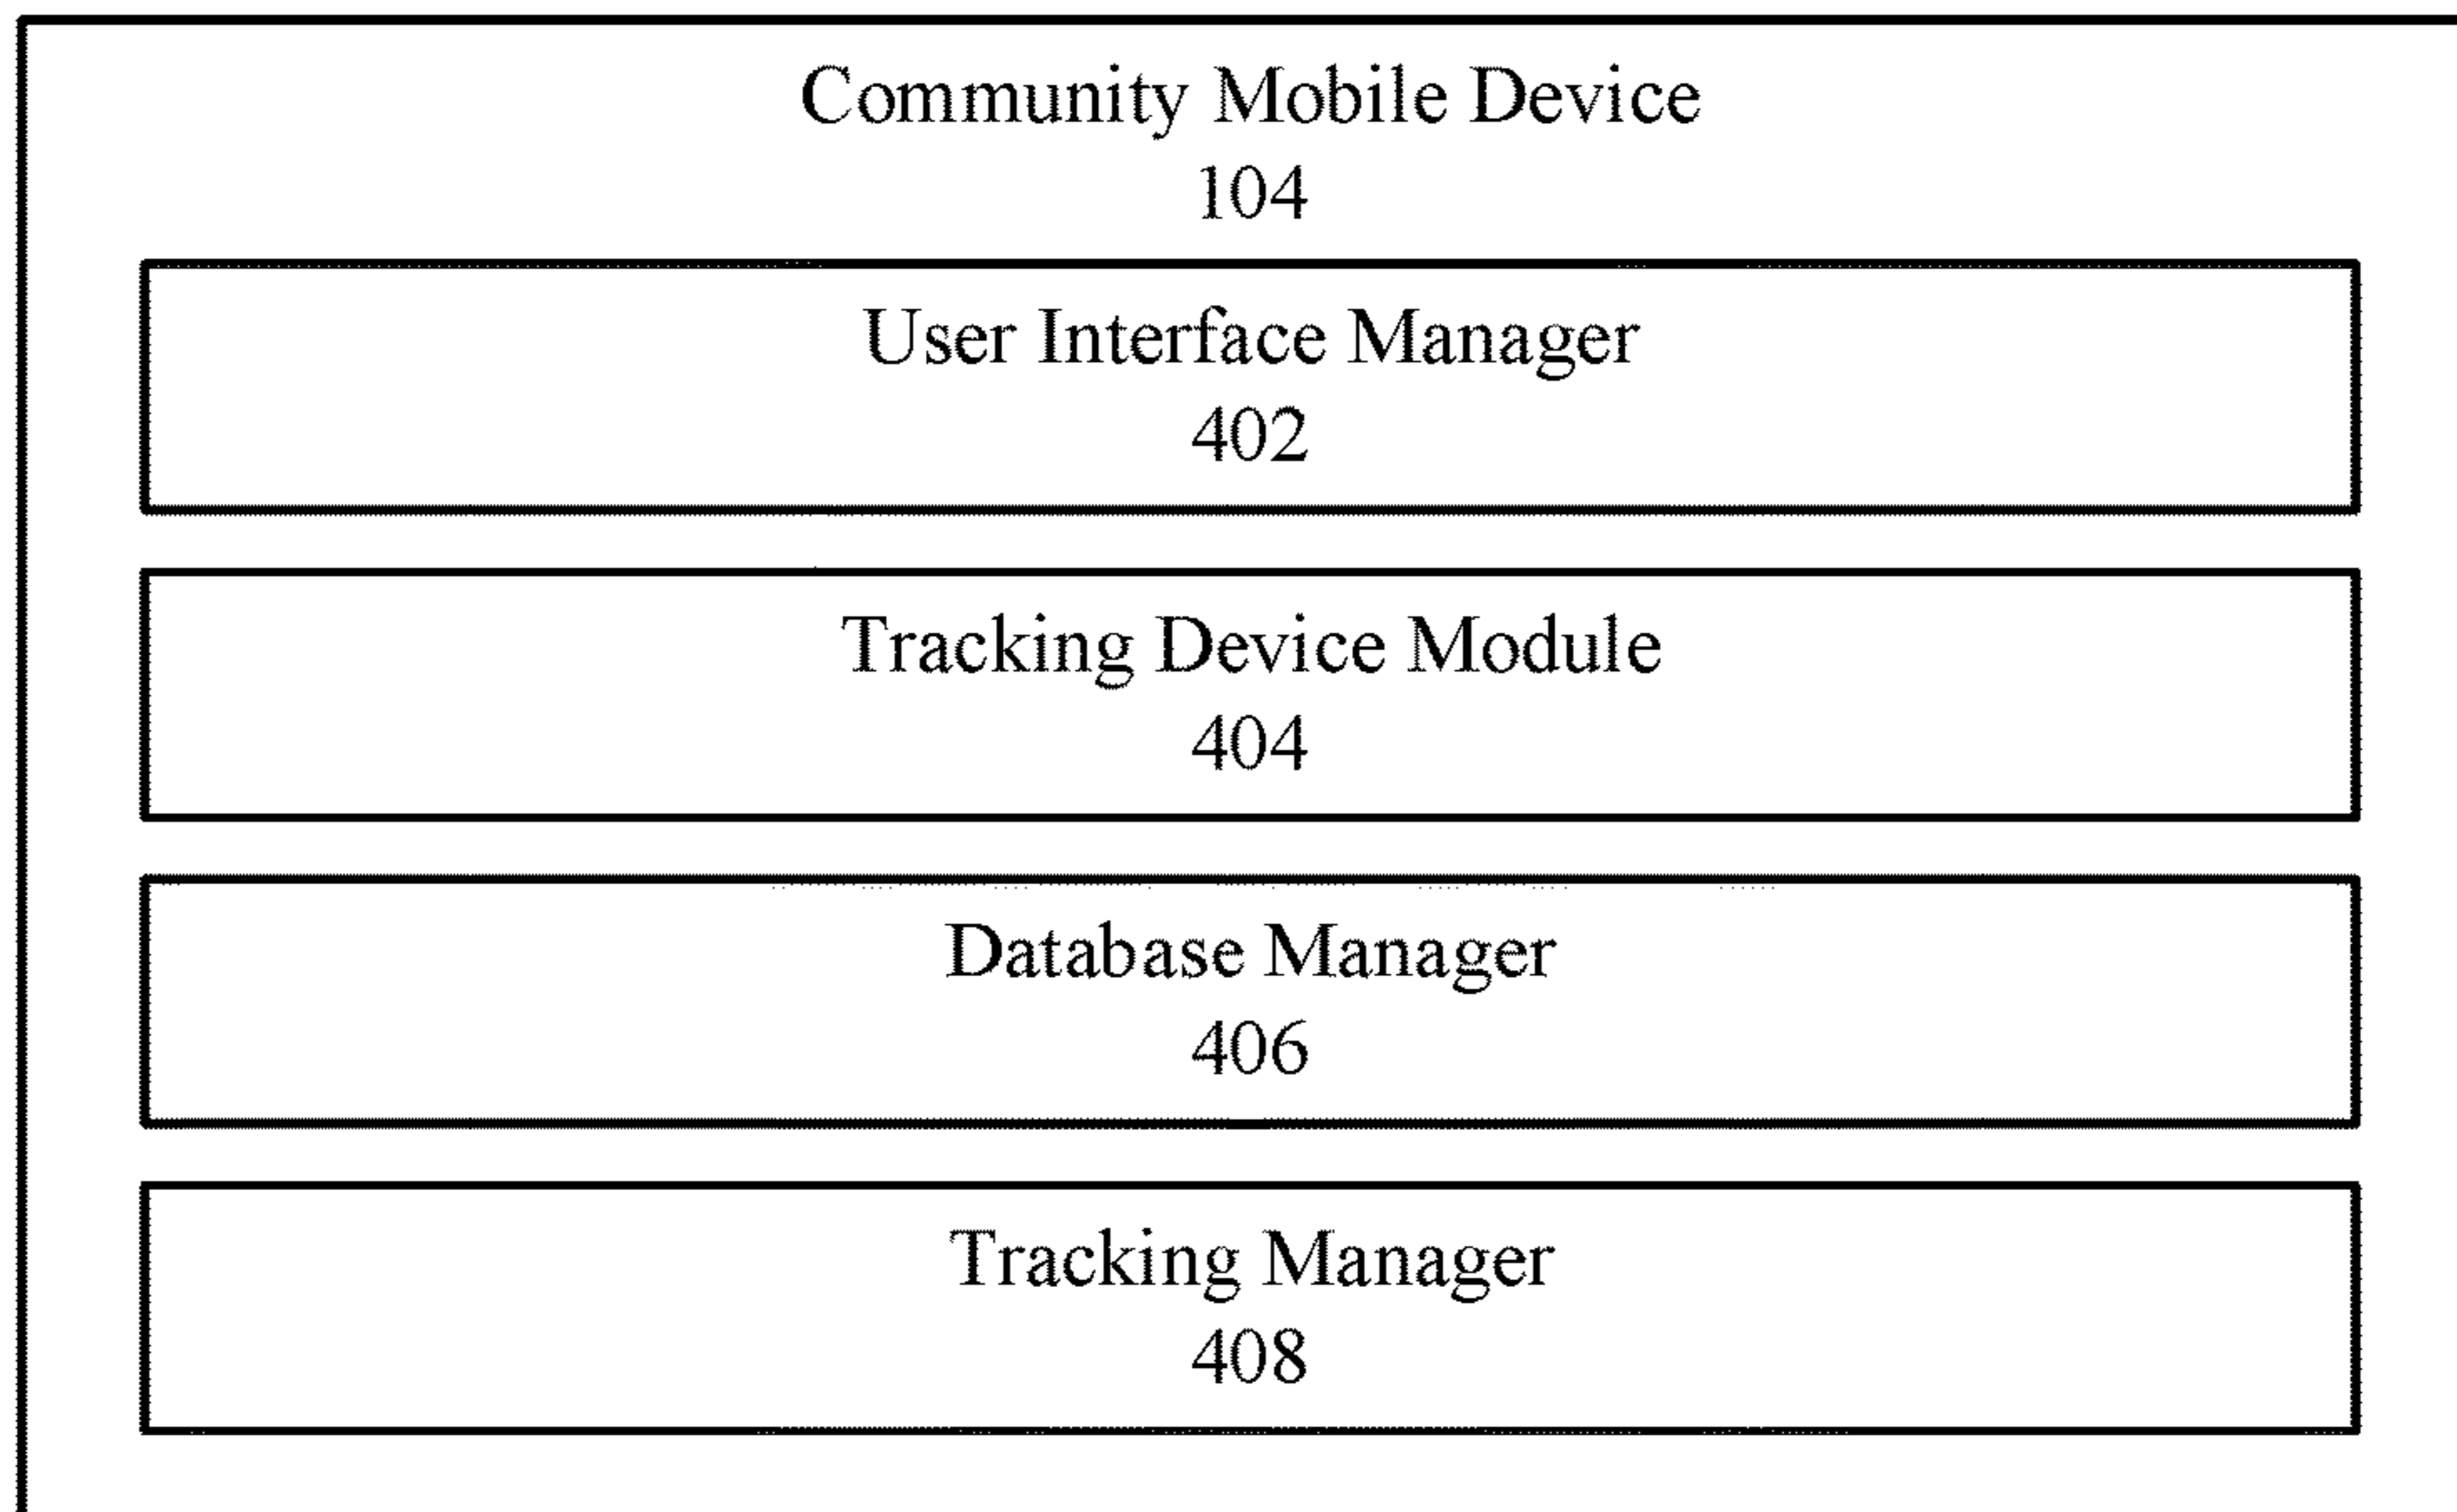 Community Mobile Device
104
User Interface Manager
402
Tracking Device Module
404
Database Manager
406
Tracking Manager
408